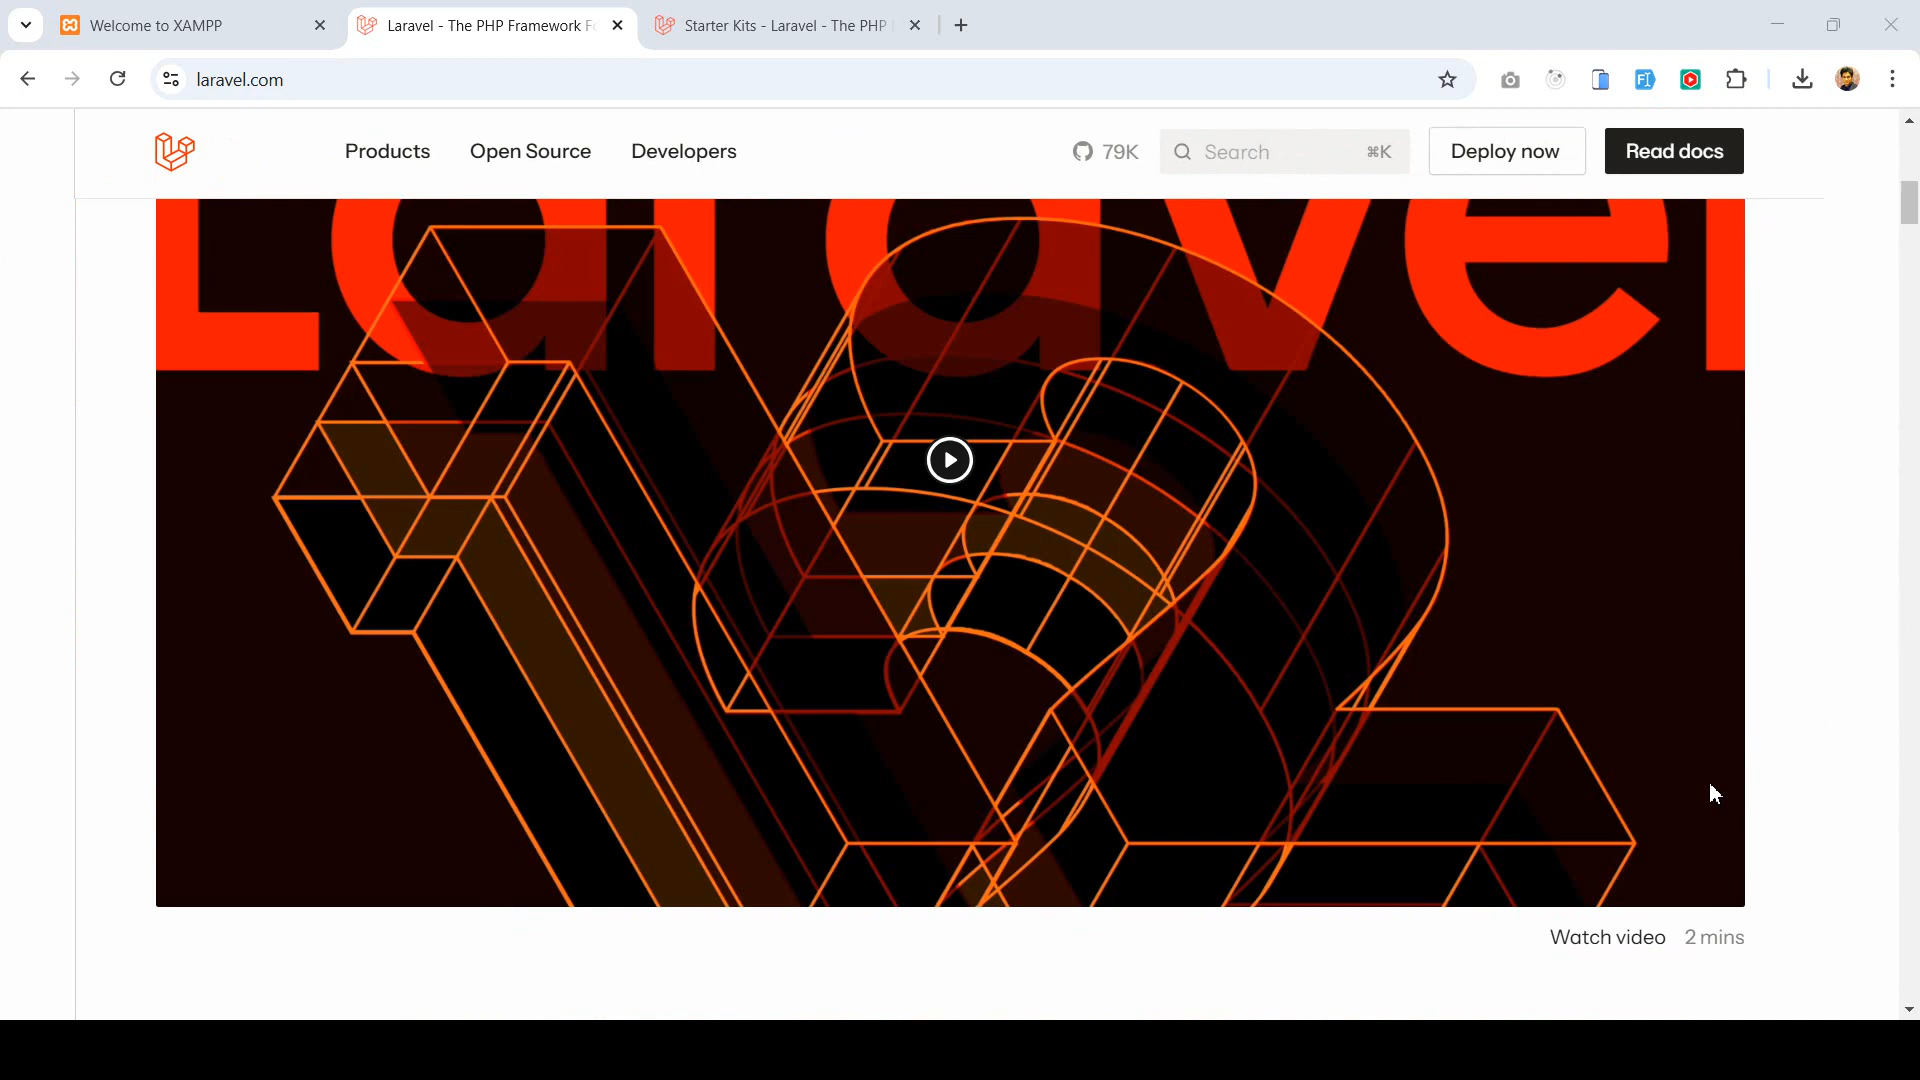 Welcome to XAMPP
Laravel - The PHP Framework F
Starter Kits - Laravel - The PHP
laravel.com
Products
Open Source
Developers
79K
Search
⌘K
Deploy now
Read docs
Laravel
Watch video 2 mins